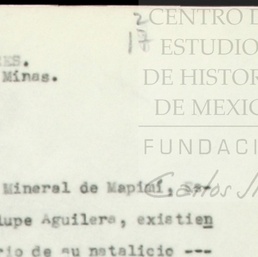 2
17
CENTRO D
ESTUDIO
DE HISTOR
DE MEXIC
FUNDACI
ES.
Minas.
Mineral de Mapimí,
lupe Aguilera, existien
rio de su natalicio ---